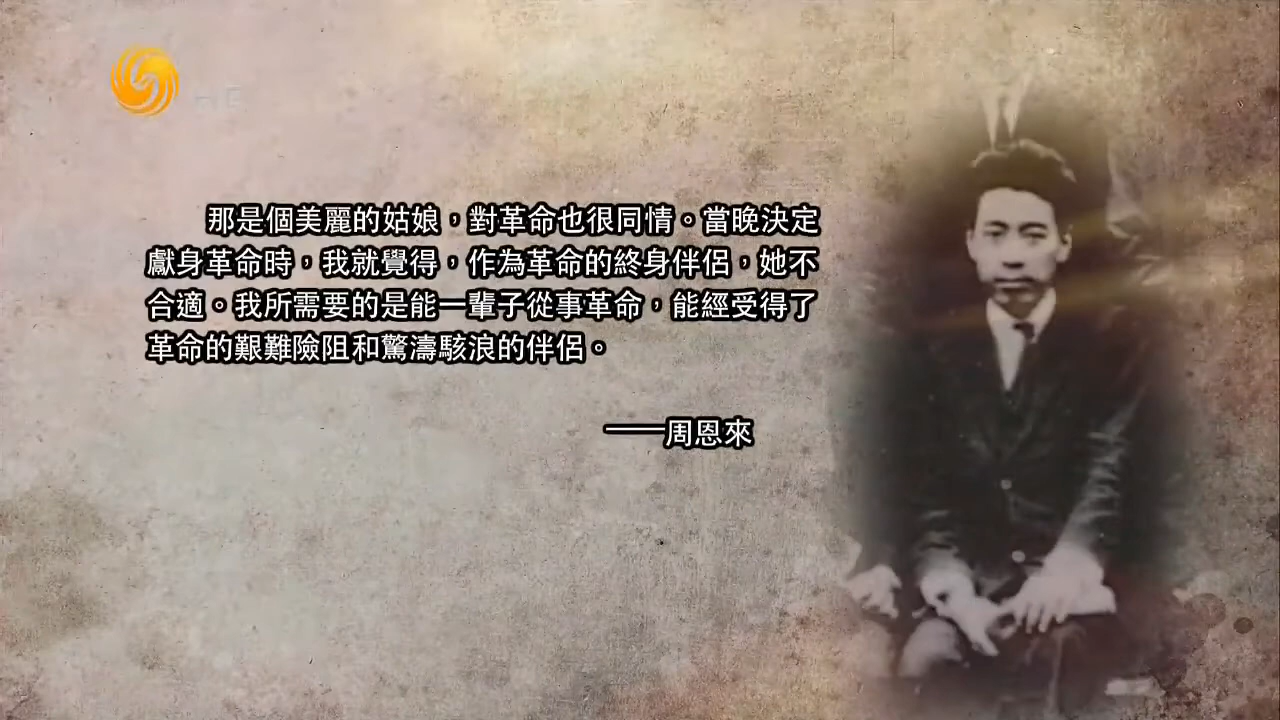 那是個美麗的姑娘，對革命也很同情。當晚決定
獻身革命時，我就覺得，作為革命的終身伴侶，她不
合適。我所需要的是能一輩子從事革命，能經受得了
革命的艱難險阻和驚濤駭浪的伴侶。
——周恩來